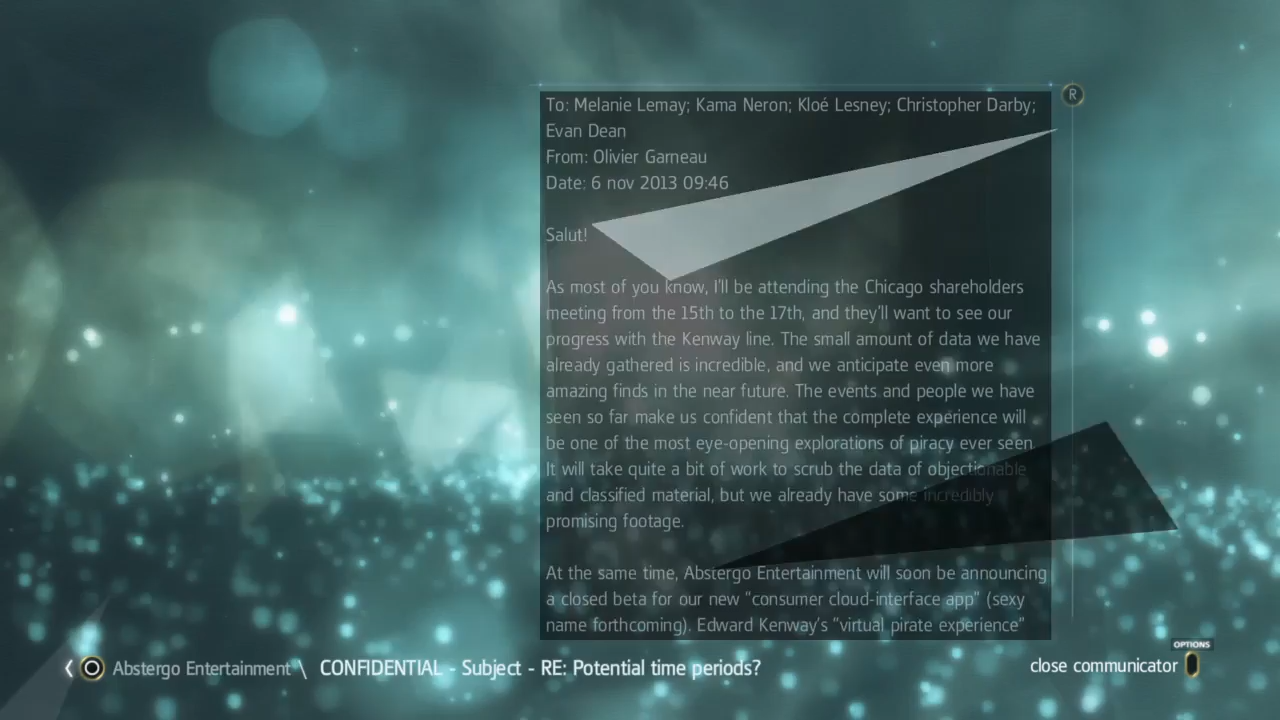 To: Melanie Lemay; Kama Neron; Kloé Lesney; Christopher Darby;
Evan Dean
From: Olivier Garneau
Date: 6 nov 2013 09:46
Salut!
As most of you know, I'll be attending the Chicago shareholders
meeting from the 15th to the 17th, and they'll want to see our
progress with the Kenway line. The small amount of data we have
already gathered is incredible, and we anticipate even more
amazing finds in the near future. The events and people we have
seen so far make us confident that the complete experience will
be one of the most eye-opening explorations of piracy ever seen.
It will take quite a bit of work to scrub the data of objectionable
and classified material, but we already have some incredibly
promising footage.
At the same time, Abstergo Entertainment will soon be announcing
a closed beta for our new "consumer cloud-interface app" (sexy
name forthcoming). Edward Kenway's "virtual pirate experience"
R
OPTIONS
Abstergo Entertainment \ CONFIDENTIAL - Subject - RE: Potential time periods?
close communicator